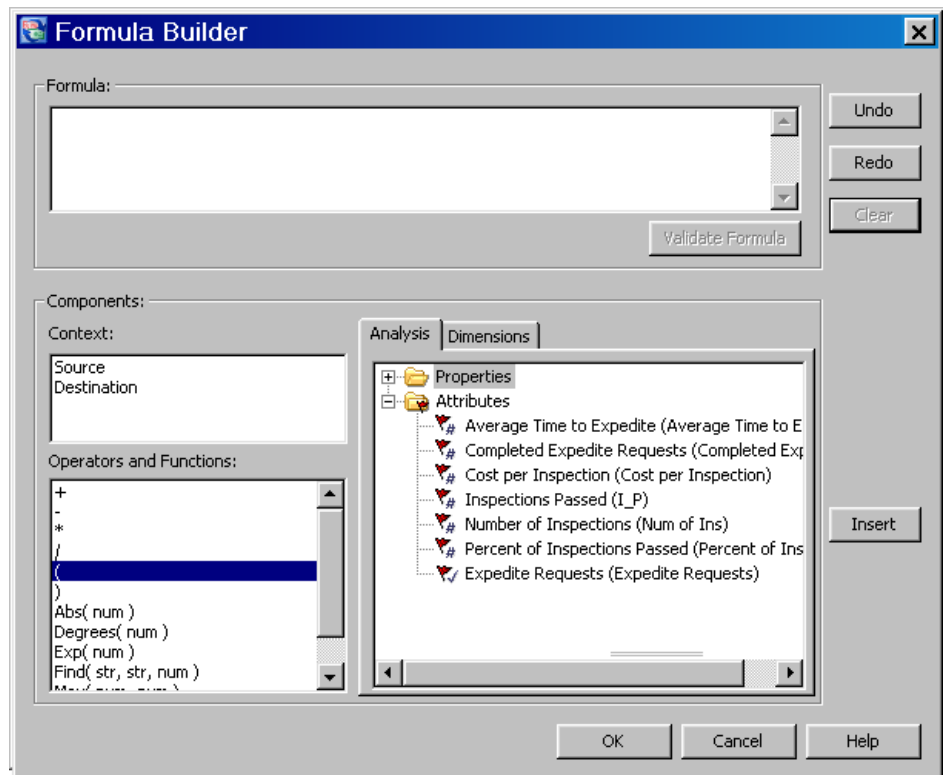 Formula Builder
Formula:
Undo
Redo
Clear
Validate Formula
Components:
Context:
Source
Destination
Operators and Functions:
+
-
*
/
(
)
Abs( num )
Degrees( num )
Exp( num )
Find( str, str, num )
Analysis
Dimensions
Properties
Attributes
Average Time to Expedite (Average Time to E
Completed Expedite Requests (Completed Exp
Cost per Inspection (Cost per Inspection)
Inspections Passed (I_P)
Number of Inspections (Num of Ins)
Percent of Inspections Passed (Percent of Ins
Expedite Requests (Expedite Requests)
Insert
OK
Cancel
Help